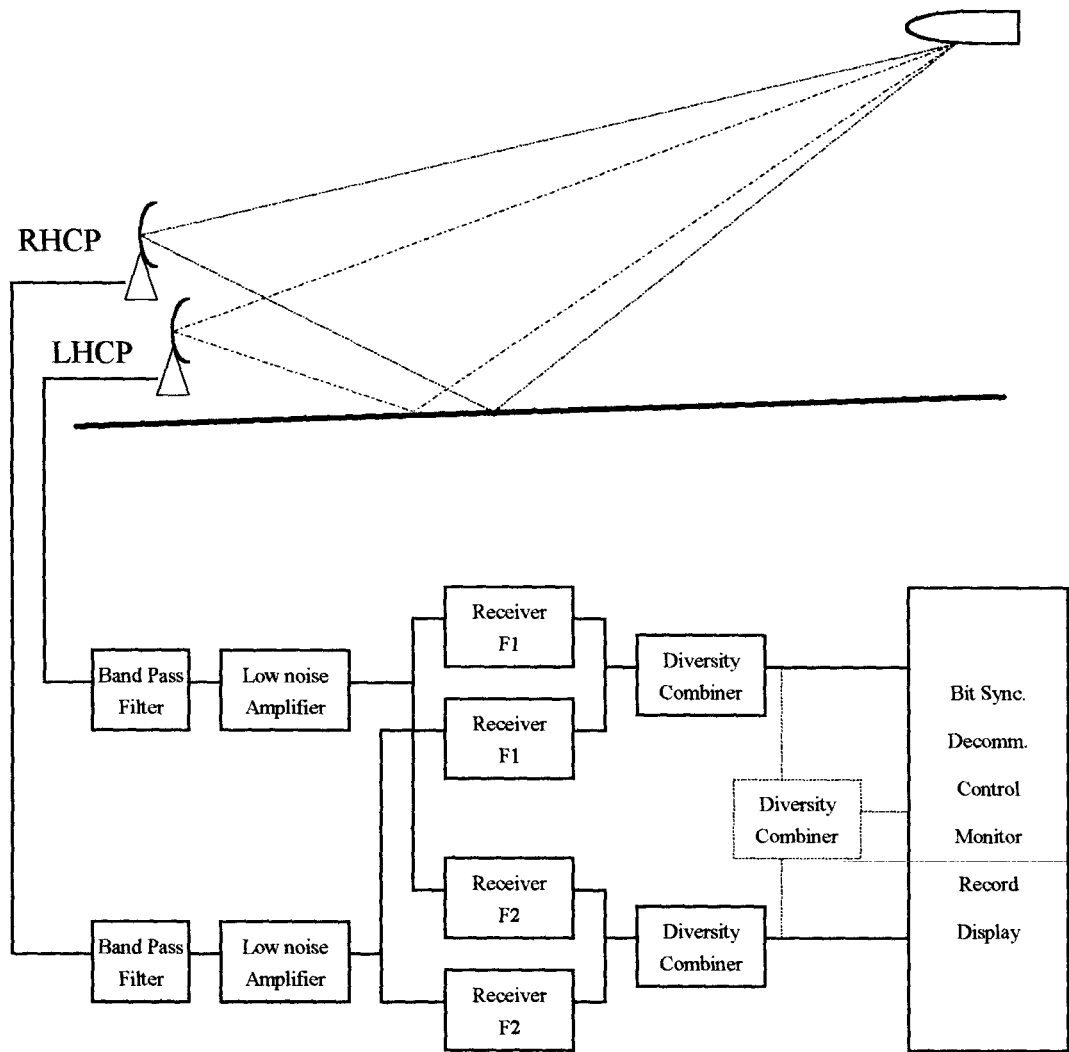 RHCP
LHCP
Receiver
F1
Band Pass
Filter
Low noise
Amplifier
Diversity
Combiner
Receiver
F1
Diversity
Combiner
Receiver
F2
Band Pass
Filter
Low noise
Amplifier
Diversity
Combiner
Receiver
F2
Bit Sync.
Decomm.
Control
Monitor
Record
Display